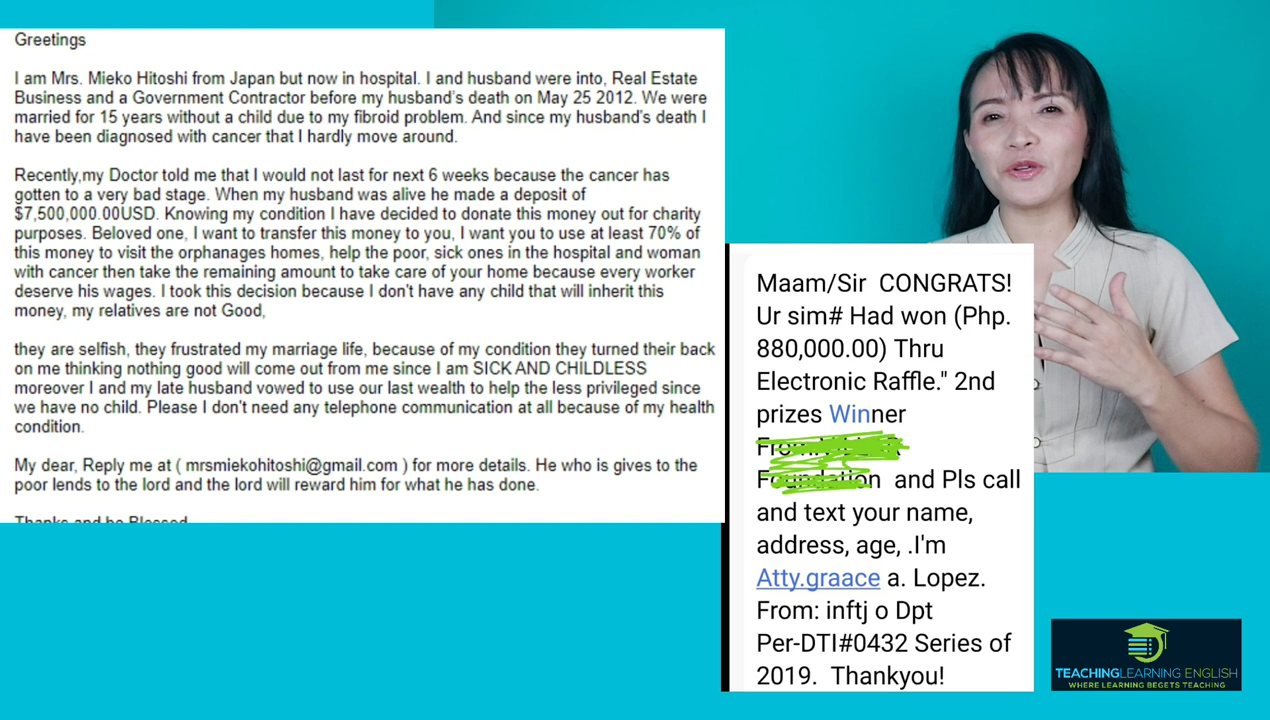 Greetings
I am Mrs. Mieko Hitoshi from Japan but now in hospital. I and husband were into, Real Estate
Business and a Government Contractor before my husband's death on May 25 2012. We were
married for 15 years without a child due to my fibroid problem. And since my husband's death I
have been diagnosed with cancer that I hardly move around.
Recently,my Doctor told me that I would not last for next 6 weeks because the cancer has
gotten to a very bad stage. When my husband was alive he made a deposit of
$7,500,000.00USD. Knowing my condition I have decided to donate this money out for charity
purposes. Beloved one, I want to transfer this money to you, I want you to use at least 70% of
this money to visit the orphanages homes, help the poor, sick ones in the hospital and woman
with cancer then take the remaining amount to take care of your home because every worker
deserve his wages. I took this decision because I don't have any child that will inherit this
money, my relatives are not Good,
they are selfish, they frustrated my marriage life, because of my condition they turned their back
on me thinking nothing good will come out from me since I am SICK AND CHILDLESS
moreover I and my late husband vowed to use our last wealth to help the less privileged since
we have no child. Please I don't need any telephone communication at all because of my health
condition.
My dear, Reply me at ( mrsmiekohitoshi@gmail.com ) for more details. He who is gives to the
poor lends to the lord and the lord will reward him for what he has done.
Thanks and be Blessed
Maam/Sir CONGRATS!
Ur sim# Had won (Php.
880,000.00) Thru
Electronic Raffle." 2nd
prizes Winner
Foundation and Pls call
and text your name,
address, age, .I'm
Atty.graace a. Lopez.
From: inftj o Dpt
Per-DTI#0432 Series of
2019. Thankyou!
TEACHINGLEARNING ENGLISH
WHERE LEARNING BEGETS TEACHING